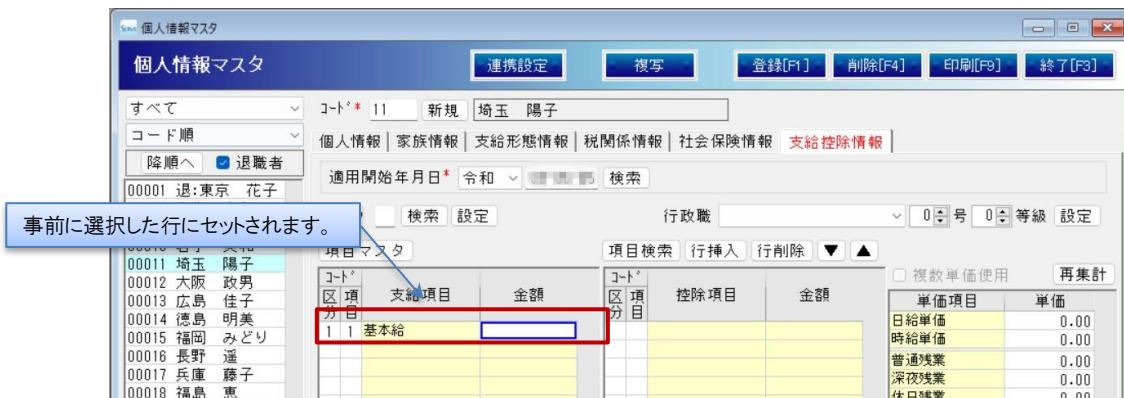 Save 個人情報マスタ
個人情報マスタ 連携設定 複写 登録[F1] 削除[F4] 印刷[F9] 終了[F3]
すべて
コード順
降順へ 退職者
コード* 11 新規 埼玉 陽子
個人情報 家族情報 支給形態情報 税関係情報 社会保険情報 支給控除情報
適用開始年月日* 令和 検索
00001 退:東京 花子
事前に選択した行にセットされます。
検索 設定 行政職 0 号 0 等級 設定
項目マスタ 項目検索 行挿入 行削除 ▼ ▲
00011 埼玉 陽子
00012 大阪 政男
00013 広島 佳子
00014 徳島 明美
00015 福岡 みどり
00016 長野 遥
00017 兵庫 藤子
00018 福島 恵
コード 区分 項目 支給項目 金額
1 1 基本給
コード 区分 項目 控除項目 金額
複数単価使用 再集計
単価項目 単価
日給単価 0.00
時給単価 0.00
普通残業 0.00
深夜残業 0.00
休日残業 0.00